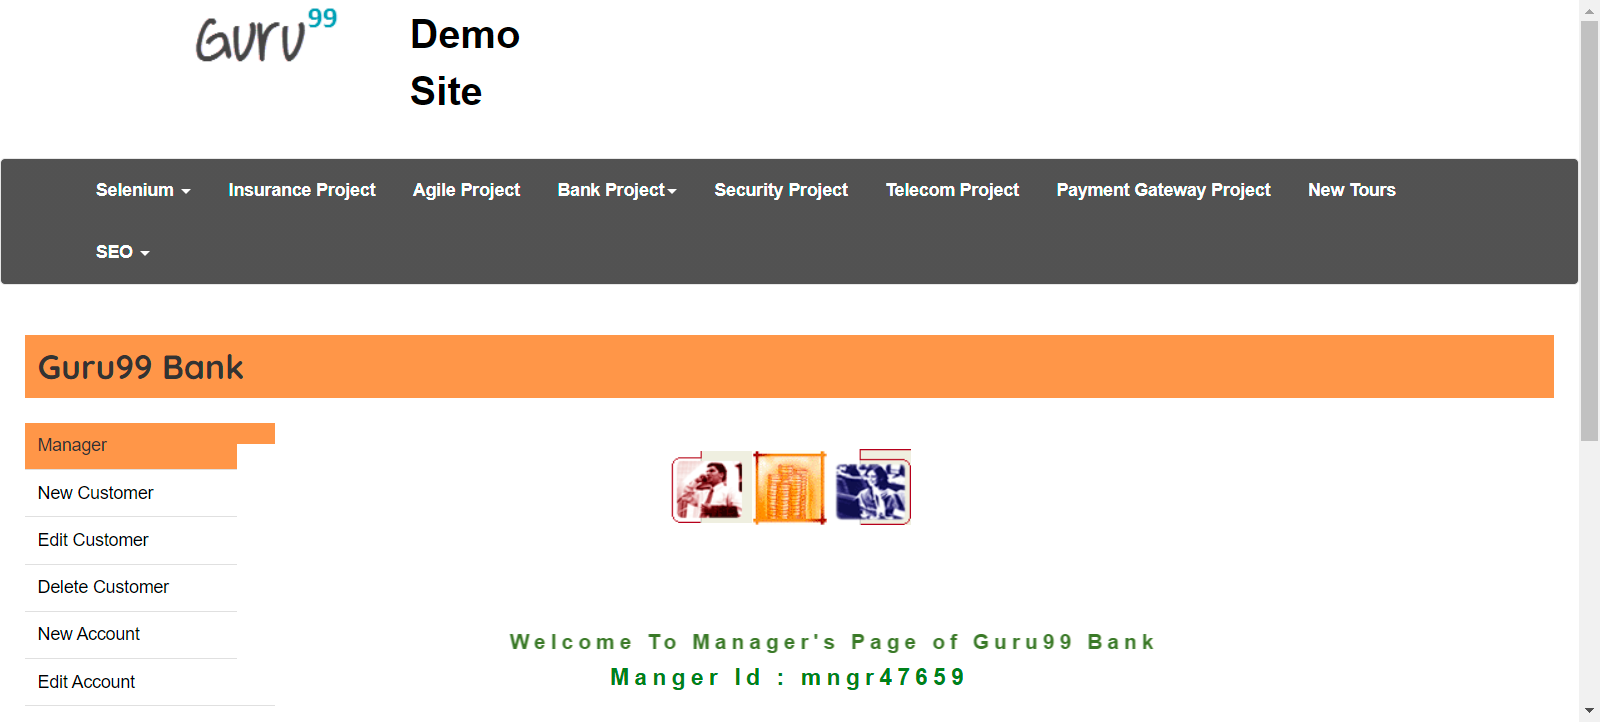 Guru99
Demo
Site
Selenium Insurance Project Agile Project Bank Project Security Project Telecom Project Payment Gateway Project New Tours
SEO
Guru99 Bank
Manager
New Customer
Edit Customer
Delete Customer
New Account
Edit Account
Welcome To Manager's Page of Guru99 Bank
Manger Id : mngr47659